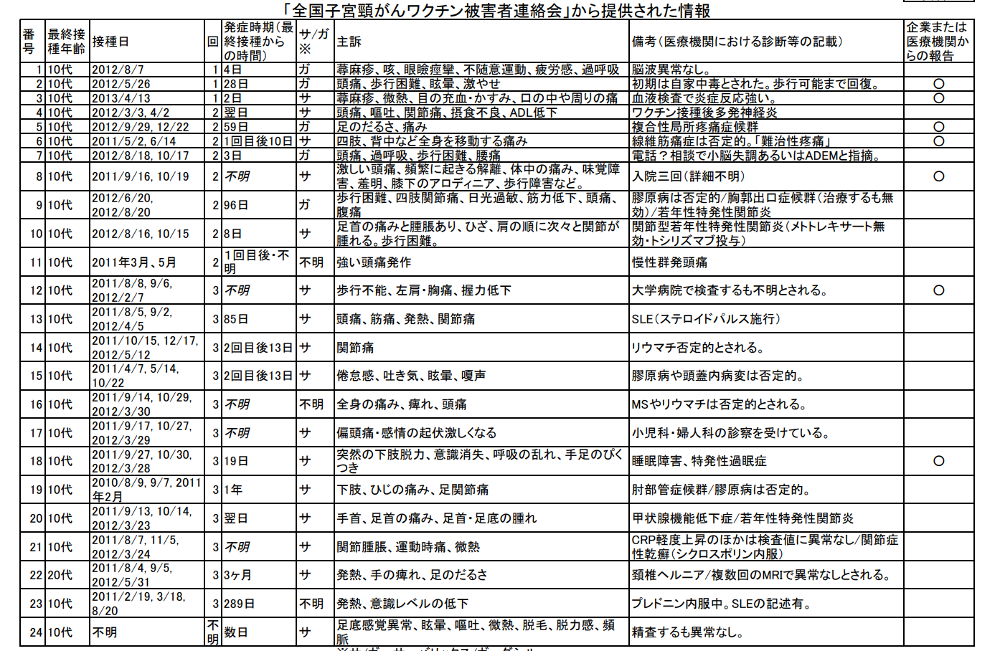 「全国子宮頸がんワクチン被害者連絡会」から提供された情報
番号 最終接種年齢 接種日 回 発症時期(最終接種からの時間) サ/ガ※ 主訴 備考(医療機関における診断等の記載) 企業または医療機関からの報告
1 10代 2012/8/7 1 4日 ガ 蕁麻疹、咳、眼瞼痙攣、不随意運動、疲労感、過呼吸 脳波異常なし。
2 10代 2012/5/26 1 28日 ガ 頭痛、歩行困難、眩暈、激やせ 初期は自家中毒とされた。歩行可能まで回復。 〇
3 10代 2013/4/13 1 2日 サ 蕁麻疹、微熱、目の充血・かすみ、口の中や周りの痛 血液検査で炎症反応強い。 〇
4 10代 2012/3/3, 4/2 2 翌日 サ 頭痛、嘔吐、関節痛、摂食不良、ADL低下 ワクチン接種後多発神経炎
5 10代 2012/9/29, 12/22 2 59日 ガ 足のだるさ、痛み 複合性局所疼痛症候群 〇
6 10代 2011/5/2, 6/14 2 1回目後10日 サ 四肢、背中など全身を移動する痛み 線維筋痛症は否定的。「難治性疼痛」 〇
7 10代 2012/8/18, 10/17 2 3日 ガ 頭痛、過呼吸、歩行困難、腰痛 電話?相談で小脳失調あるいはADEMと指摘。
8 10代 2011/9/16, 10/19 2 不明 サ 激しい頭痛、頻繁に起きる解離、体中の痛み、味覚障害、羞明、膝下のアロディニア、歩行障害など。 入院三回(詳細不明) 〇
9 10代 2012/6/20, 2012/8/20 2 96日 ガ 歩行困難、四肢関節痛、日光過敏、筋力低下、頭痛、腹痛 膠原病は否定的/胸郭出口症候群(治療するも無効)/若年性特発性関節炎
10 10代 2012/8/16, 10/15 2 8日 サ 足首の痛みと腫脹あり、ひざ、肩の順に次々と関節が腫れる。歩行困難。 関節型若年性特発性関節炎(メトトレキサート無効・トシリズマブ投与)
11 10代 2011年3月、5月 2 1回目後・不明 不明 強い頭痛発作 慢性群発頭痛
12 10代 2011/8/8, 9/6, 2012/2/7 3 不明 サ 歩行不能、左肩・胸痛、握力低下 大学病院で検査するも不明とされる。 〇
13 10代 2011/8/5, 9/2, 2012/4/5 3 85日 サ 頭痛、筋痛、発熱、関節痛 SLE(ステロイドパルス施行)
14 10代 2011/10/15, 12/17, 2012/5/12 3 2回目後13日 サ 関節痛 リウマチ否定的とされる。
15 10代 2011/4/7, 5/14, 10/22 3 2回目後13日 サ 倦怠感、吐き気、眩暈、嗄声 膠原病や頭蓋内病変は否定的。
16 10代 2011/9/14, 10/29, 2012/3/30 3 不明 不明 全身の痛み、痺れ、頭痛 MSやリウマチは否定的とされる。
17 10代 2011/9/17, 10/27, 2012/3/29 3 不明 サ 偏頭痛・感情の起伏激しくなる 小児科・婦人科の診察を受けている。
18 10代 2011/9/27, 10/30, 2012/3/28 3 19日 サ 突然の下肢脱力、意識消失、呼吸の乱れ、手足のぴくつき 睡眠障害、特発性過眠症 〇
19 10代 2010/8/9, 9/7, 2011年2月 3 1年 サ 下肢、ひじの痛み、足関節痛 肘部管症候群/膠原病は否定的。
20 10代 2011/9/13, 10/14, 2012/3/23 3 翌日 サ 手首、足首の痛み、足首・足底の腫れ 甲状腺機能低下症/若年性特発性関節炎
21 10代 2011/8/7, 11/5, 2012/3/24 3 不明 サ 関節腫脹、運動時痛、微熱 CRP軽度上昇のほかは検査値に異常なし/関節症性乾癬(シクロスポリン内服)
22 20代 2011/8/4, 9/5, 2012/5/31 3 3ヶ月 サ 発熱、手の痺れ、足のだるさ 頚椎ヘルニア/複数回のMRIで異常なしとされる。
23 10代 2011/2/19, 3/18, 8/20 3 289日 不明 発熱、意識レベルの低下 プレドニン内服中。SLEの記述有。
24 10代 不明 不明 数日 サ 足底感覚異常、眩暈、嘔吐、微熱、脱毛、脱力感、頻脈 精査するも異常なし。